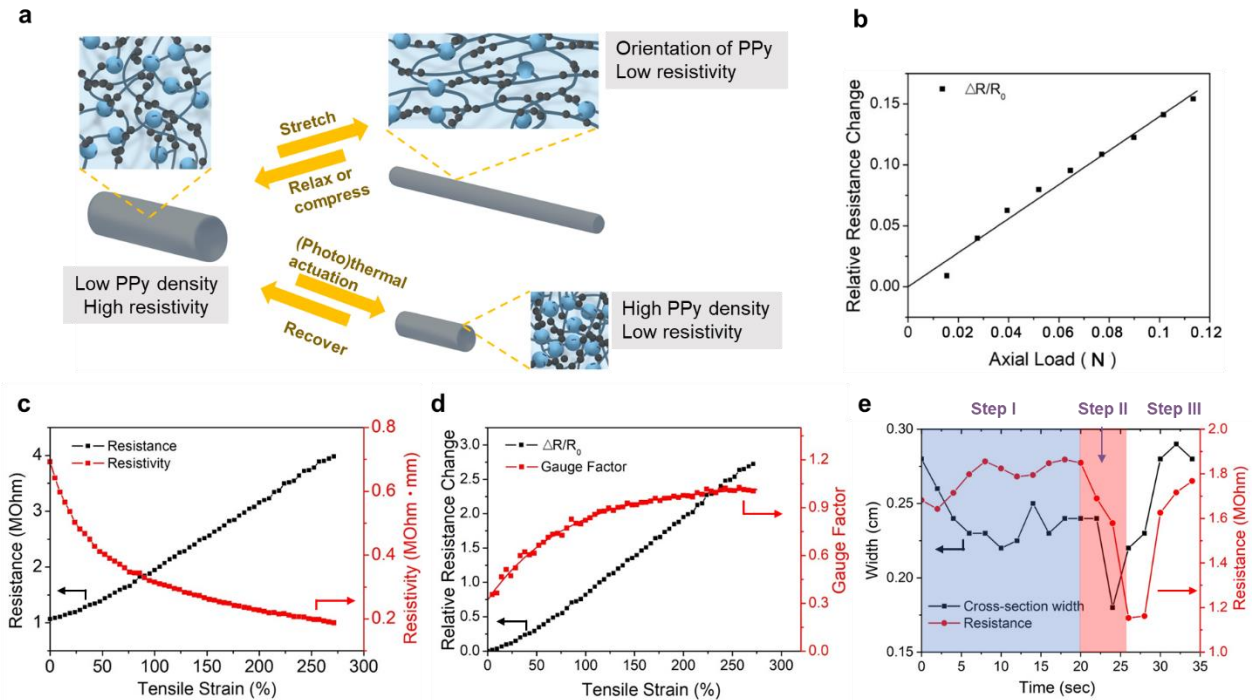 a
Orientation of PPy
Low resistivity
Stretch
Relax or
compress
(Photo)thermal
actuation
Recover
Low PPy density
High resistivity
High PPy density
Low resistivity
b
Relative Resistance Change
0.15
0.10
0.05
0.00
△R/R₀
0
0.02
0.04
0.06
0.08
0.1
0.12
Axial Load ( N )
c
Resistance (MOhm)
4
3
2
1
Resistance
Resistivity
0.8
0.6
0.4
0.2
Resistivity (MOhm · mm)
0
50
100
150
200
250
300
Tensile Strain (%)
d
Relative Resistance Change
3.0
2.5
2.0
1.5
1.0
0.5
0.0
△R/R₀
Gauge Factor
1.2
0.9
0.6
0.3
0.0
Gauge Factor
0
50
100
150
200
250
300
Tensile Strain (%)
e
Step I
Step II
Step III
Width (cm)
0.30
0.25
0.20
0.15
Cross-section width
Resistance
2.0
1.8
1.6
1.4
1.2
1.0
Resistance (MOhm)
0
5
10
15
20
25
30
35
Time (sec)